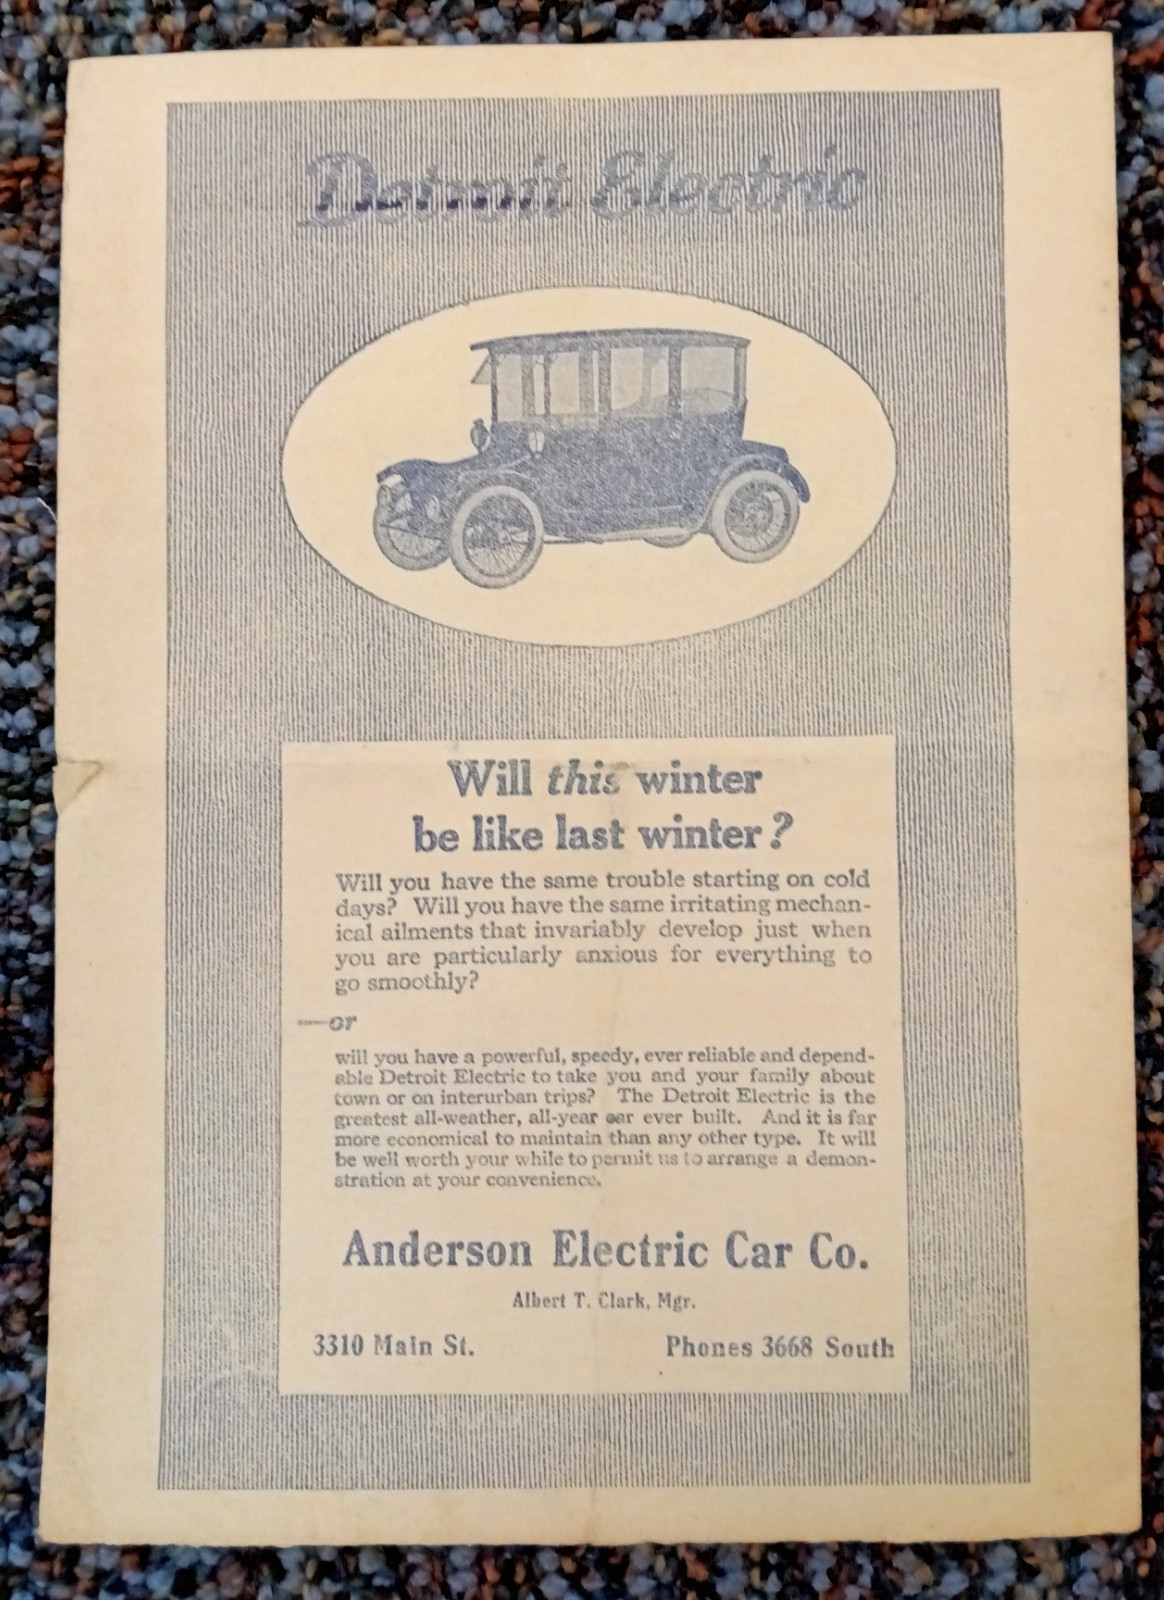 Detroit Electric
Will this winter
be like last winter?
Will you have the same trouble starting on cold
days? Will you have the same irritating mechan-
ical ailments that invariably develop just when
you are particularly anxious for everything to
go smoothly?
—or
will you have a powerful, speedy, ever reliable and depend-
able Detroit Electric to take you and your family about
town or on interurban trips? The Detroit Electric is the
greatest all-weather, all-year car ever built. And it is far
more economical to maintain than any other type. It will
be well worth your while to permit us to arrange a demon-
stration at your convenience.
Anderson Electric Car Co.
Albert T. Clark, Mgr.
3310 Main St. Phones 3668 South